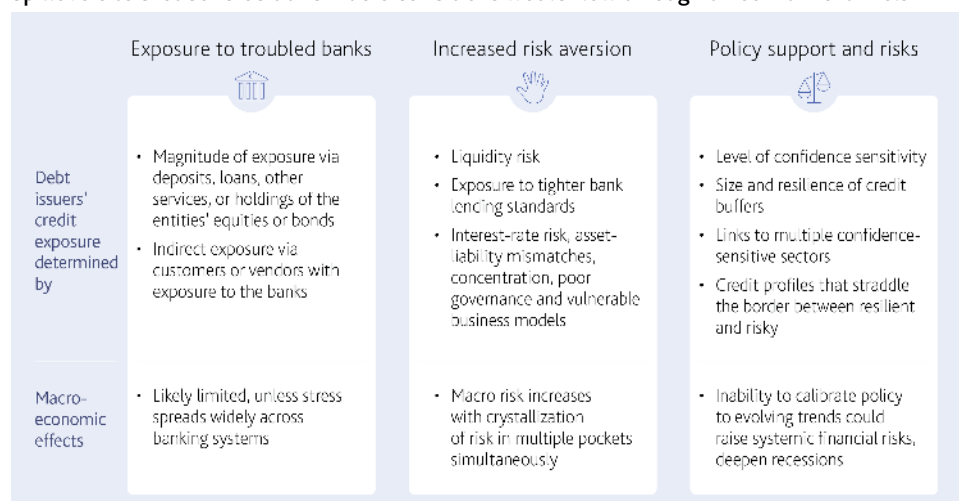 Exposure to troubled banks
Increased risk aversion
Policy support and risks
Debt
issuers'
credit
exposure
determined
by
• Magnitude of exposure via
deposits, loans, other
services, or holdings of the
entities' equities or bonds
• Indirect exposure via
customers or vendors with
exposure to the banks
• Liquidity risk
• Exposure to tighter bank
lending standards
• Interest-rate risk, asset-
liability mismatches,
concentration, poor
governance and vulnerable
business models
• Level of confidence sensitivity
• Size and resilience of credit
buffers
• Links to multiple confidence-
sensitive sectors
• Credit profiles that straddle
the border between resilient
and risky
Macro-
economic
effects
• Likely limited, unless stress
spreads widely across
banking systems
• Macro risk increases
with crystallization
of risk in multiple pockets
simultaneously
• Inability to calibrate policy
to evolving trends could
raise systemic financial risks,
deepen recessions